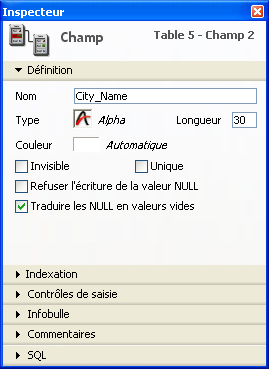 Inspecteur
Champ Table 5 - Champ 2
Définition
Nom City_Name
Type Alpha Longueur 30
Couleur Automatique
Invisible Unique
Refuser l'écriture de la valeur NULL
Traduire les NULL en valeurs vides
Indexation
Contrôles de saisie
Infobulle
Commentaires
SQL